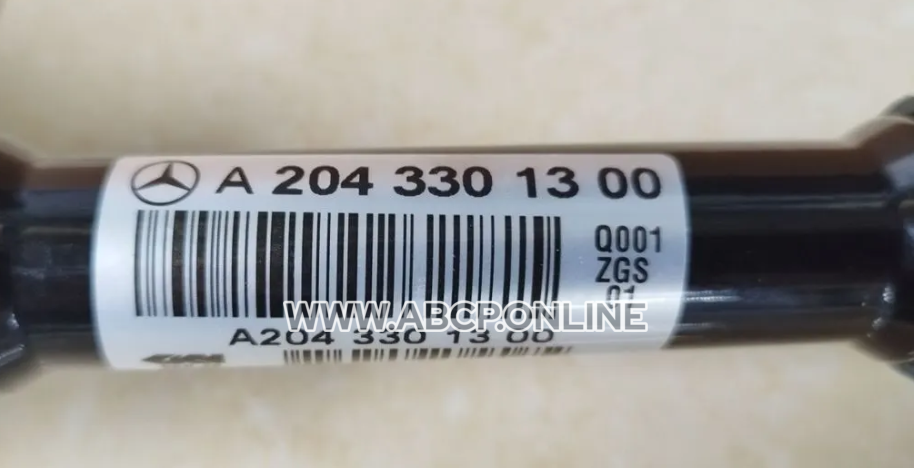 A 204 330 13 00
Q001
ZGS
01
WWW.ABCP.ONLINE
A204 330 13 00